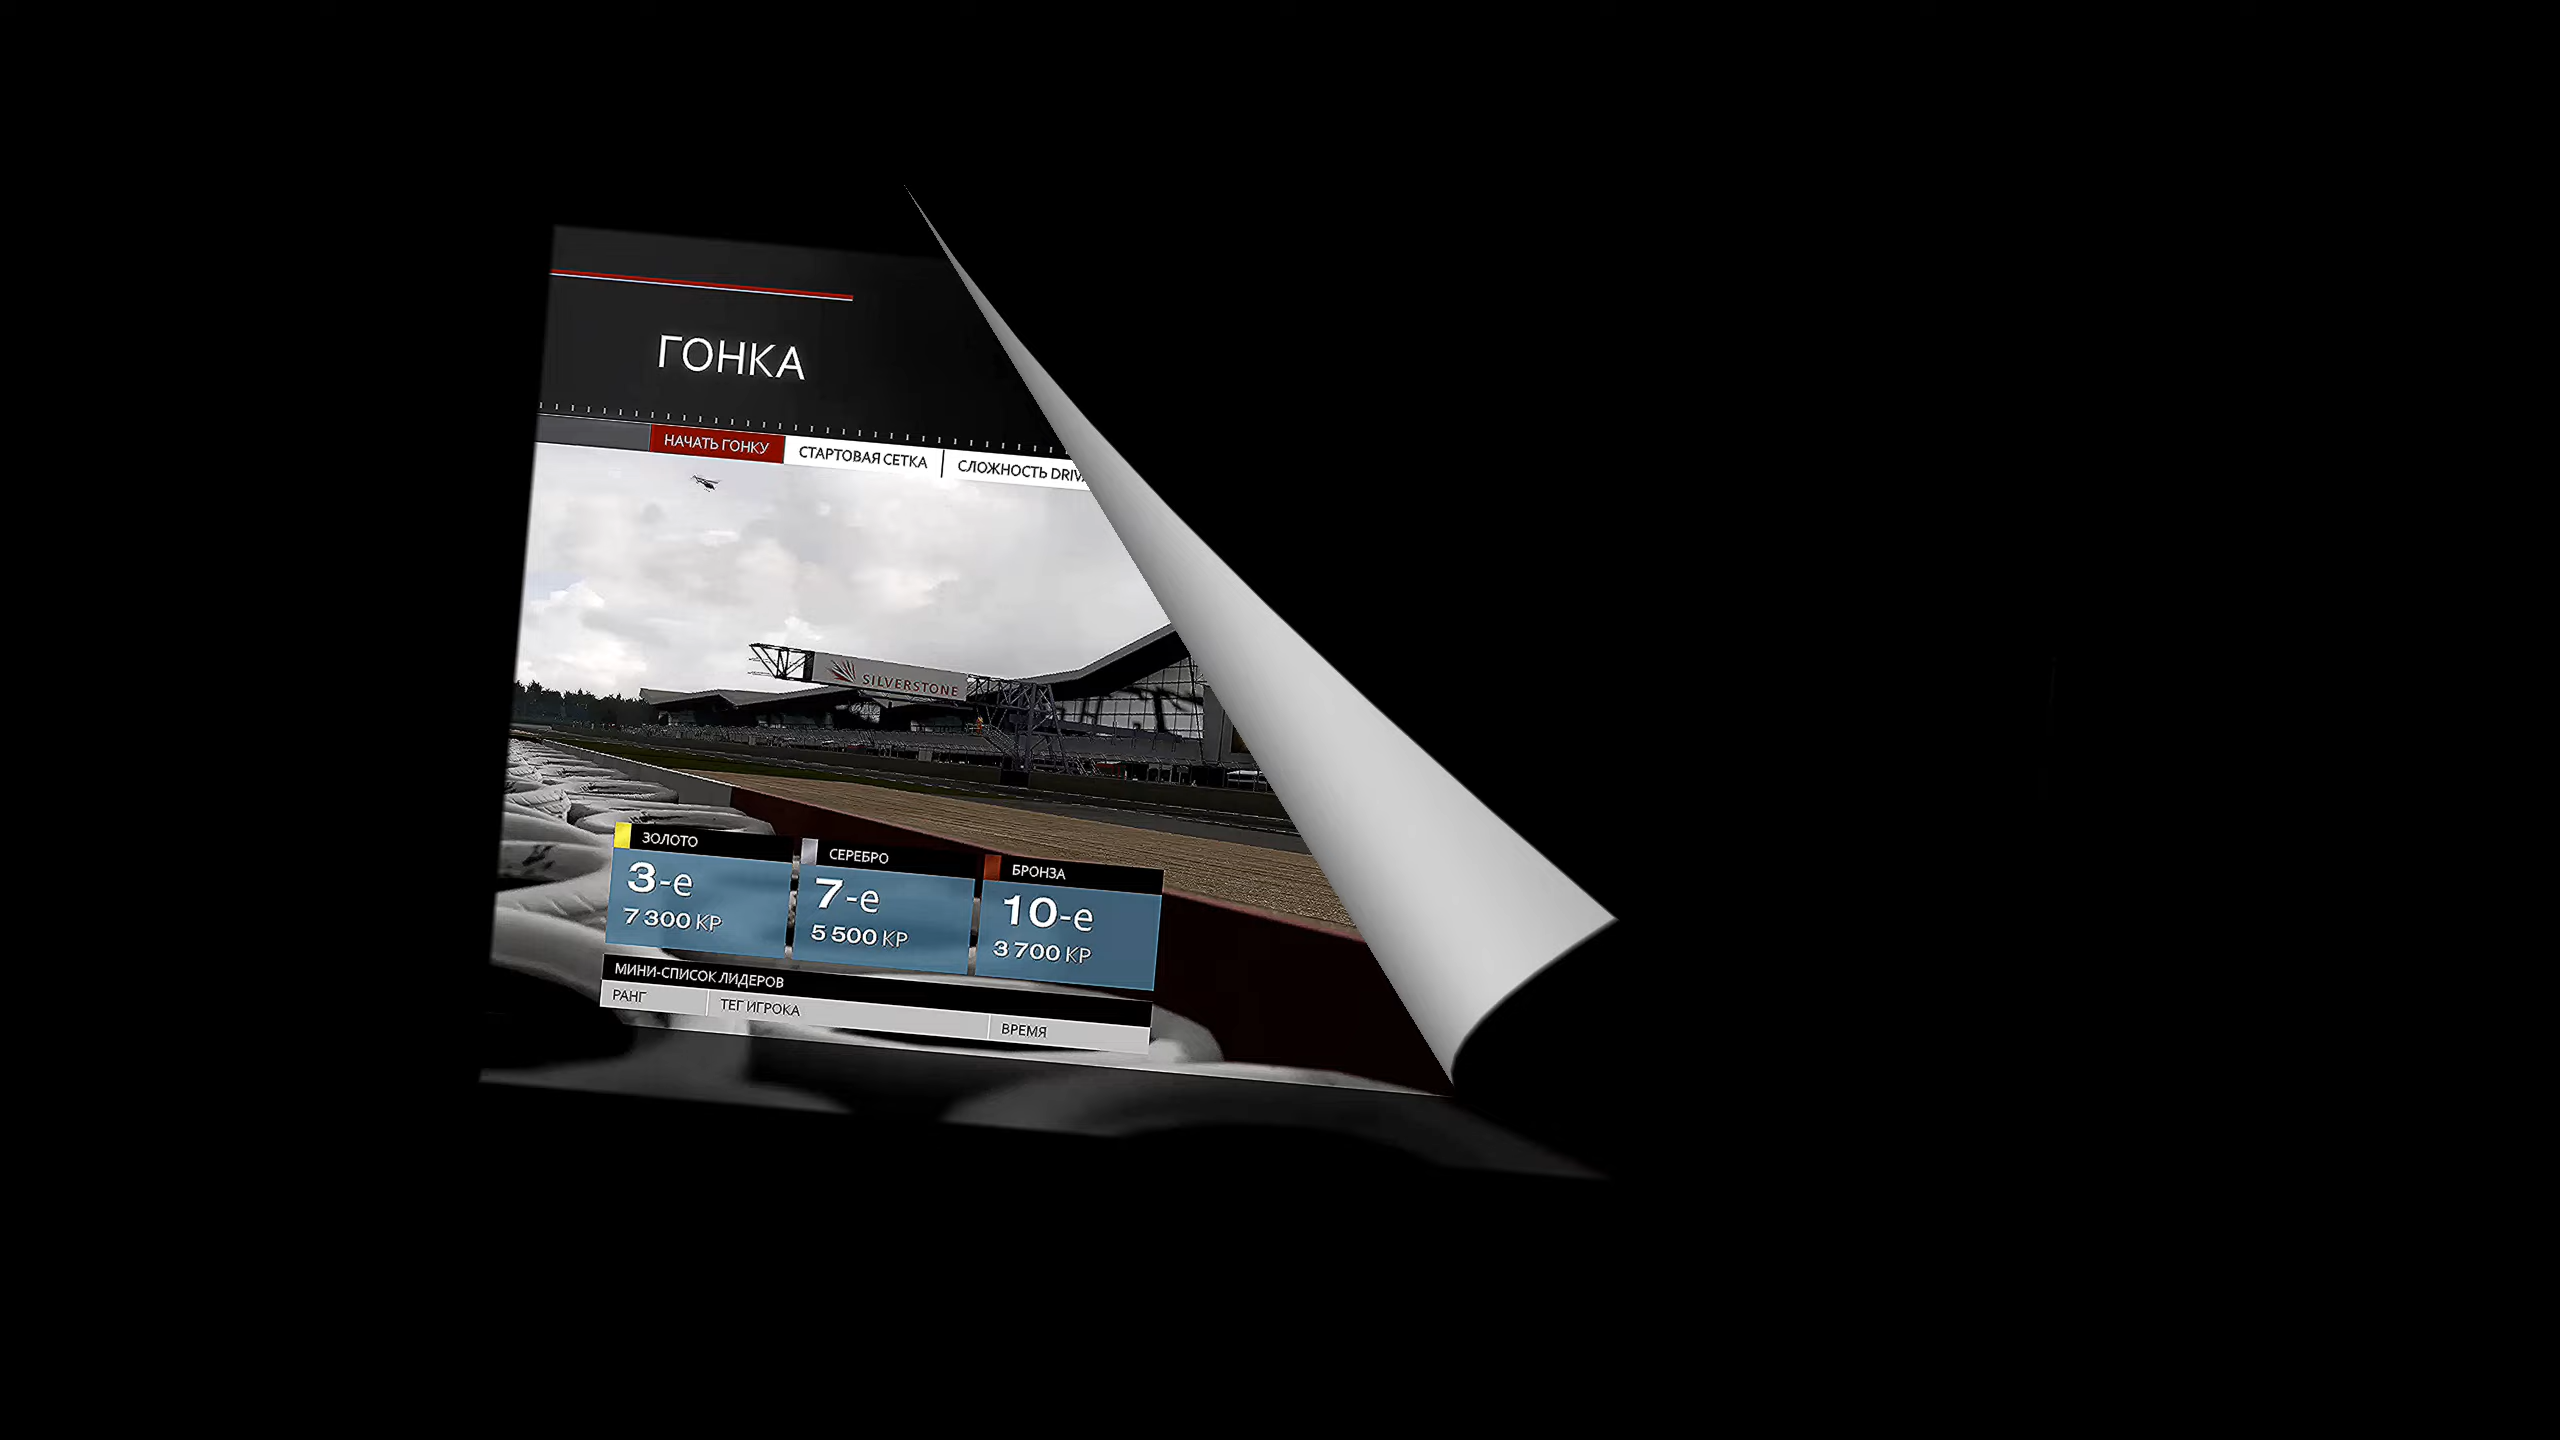 ГОНКА
НАЧАТЬ ГОНКУ СТАРТОВАЯ СЕТКА СЛОЖНОСТЬ
SILVERSTONE
ЗОЛОТО СЕРЕБРО БРОНЗА
3-е 7-е 10-е
7 300 КР 5 500 КР 3 700 КР
МИНИ-СПИСОК ЛИДЕРОВ
РАНГ ТЕГ ИГРОКА ВРЕМЯ